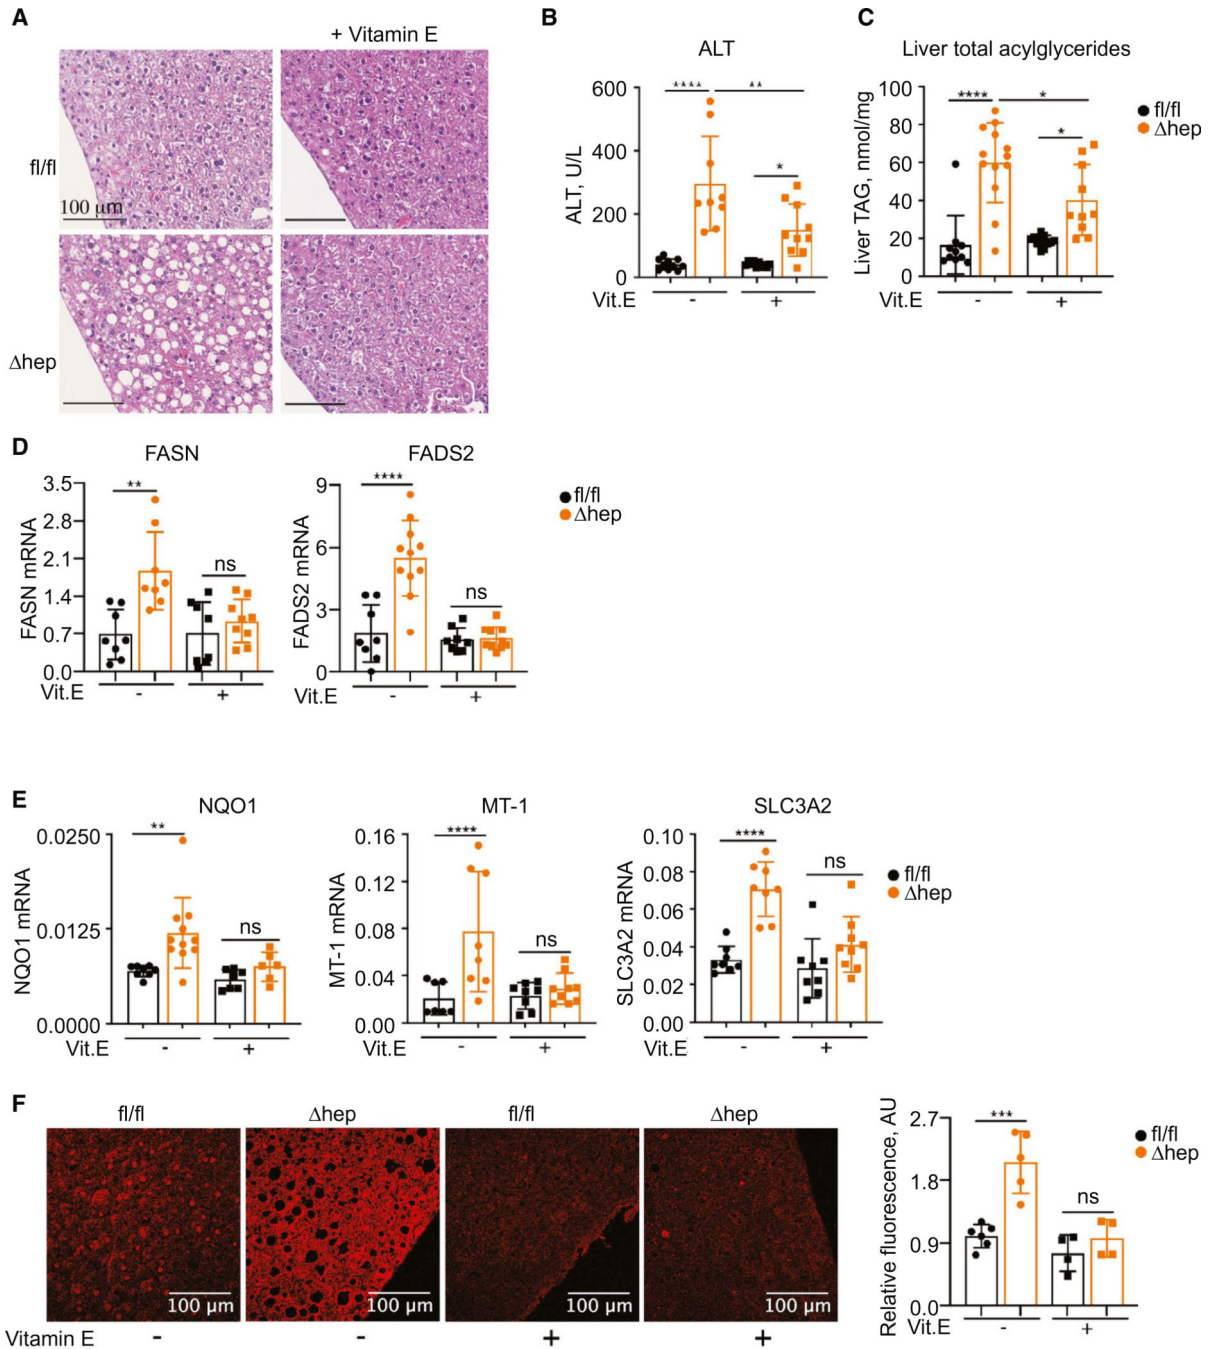 A
+ Vitamin E
fl/fl
100 µm
Δhep
B
ALT
ALT, U/L
600
400
200
0
**** **
*
Vit.E - +
C
Liver total acylglycerides
Liver TAG, nmol/mg
100
80
60
40
20
0
**** *
*
Vit.E - +
fl/fl
Δhep
D
FASN
FASN mRNA
3.5
2.8
2.1
1.4
0.7
0.0
**
ns
Vit.E - +
FADS2
FADS2 mRNA
9
6
3
0
****
ns
Vit.E - +
fl/fl
Δhep
E
NQO1
NQO1 mRNA
0.0250
0.0125
0.0000
**
ns
Vit.E - +
MT-1
MT-1 mRNA
0.16
0.12
0.08
0.04
0.00
****
ns
Vit.E - +
SLC3A2
SLC3A2 mRNA
0.10
0.08
0.06
0.04
0.02
0.00
****
ns
Vit.E - +
fl/fl
Δhep
F
fl/fl Δhep fl/fl Δhep
100 µm 100 µm 100 µm 100 µm
Vitamin E - - + +
Relative fluorescence, AU
2.7
1.8
0.9
0.0
***
ns
Vit.E - +
fl/fl
Δhep